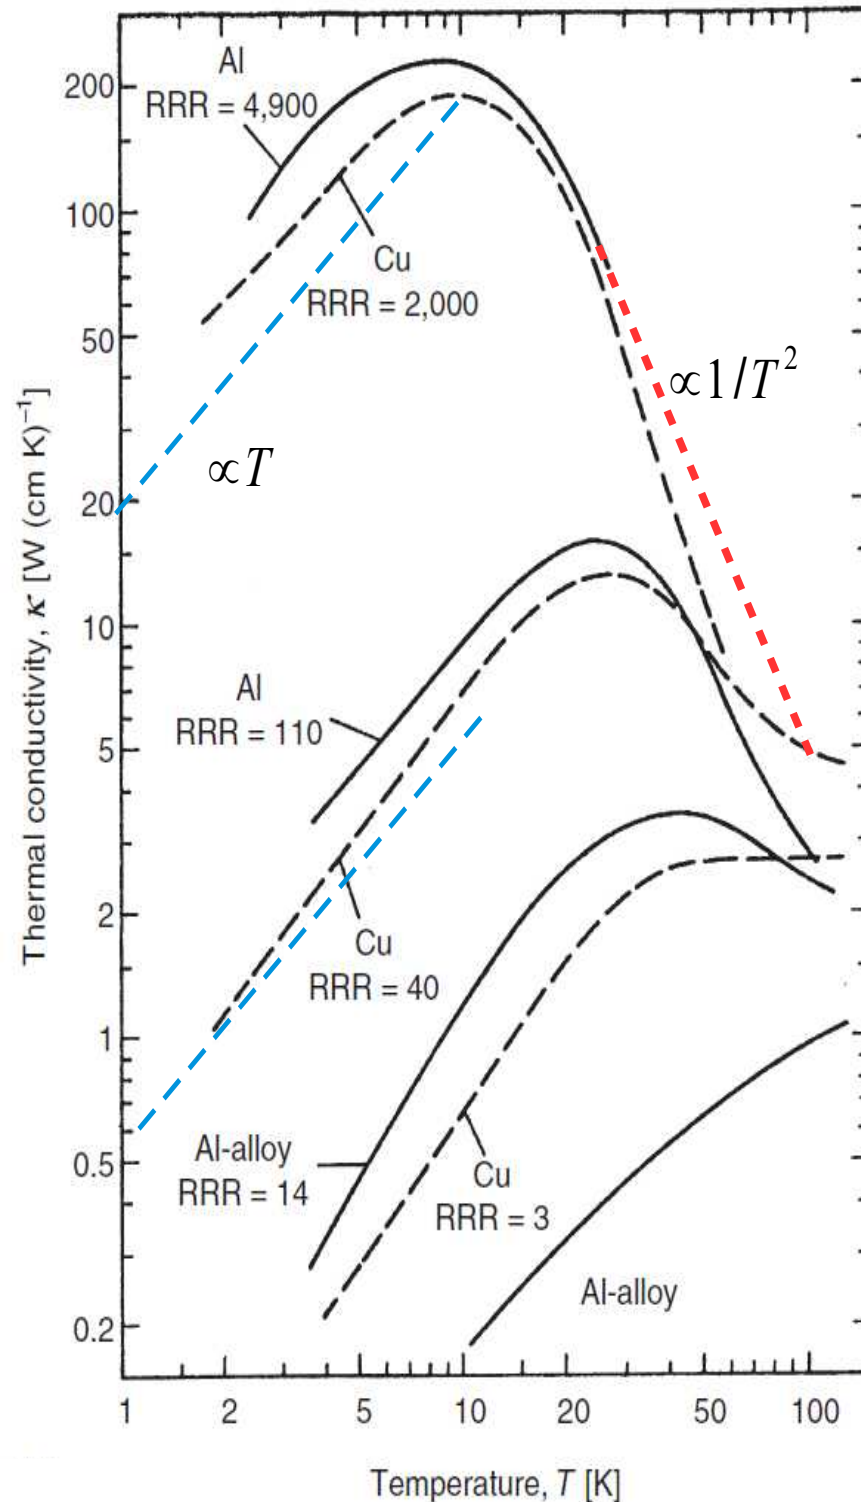 Al
RRR = 4,900
200
100
Cu
RRR = 2,000
50
∝1/T²
∝T
20
10
Al
RRR = 110
5
2
Cu
RRR = 40
1
Al-alloy
RRR = 14
0.5
Cu
RRR = 3
Al-alloy
0.2
1 2 5 10 20 50 100
Temperature, T [K]
Thermal conductivity, κ [W (cm K)⁻¹]